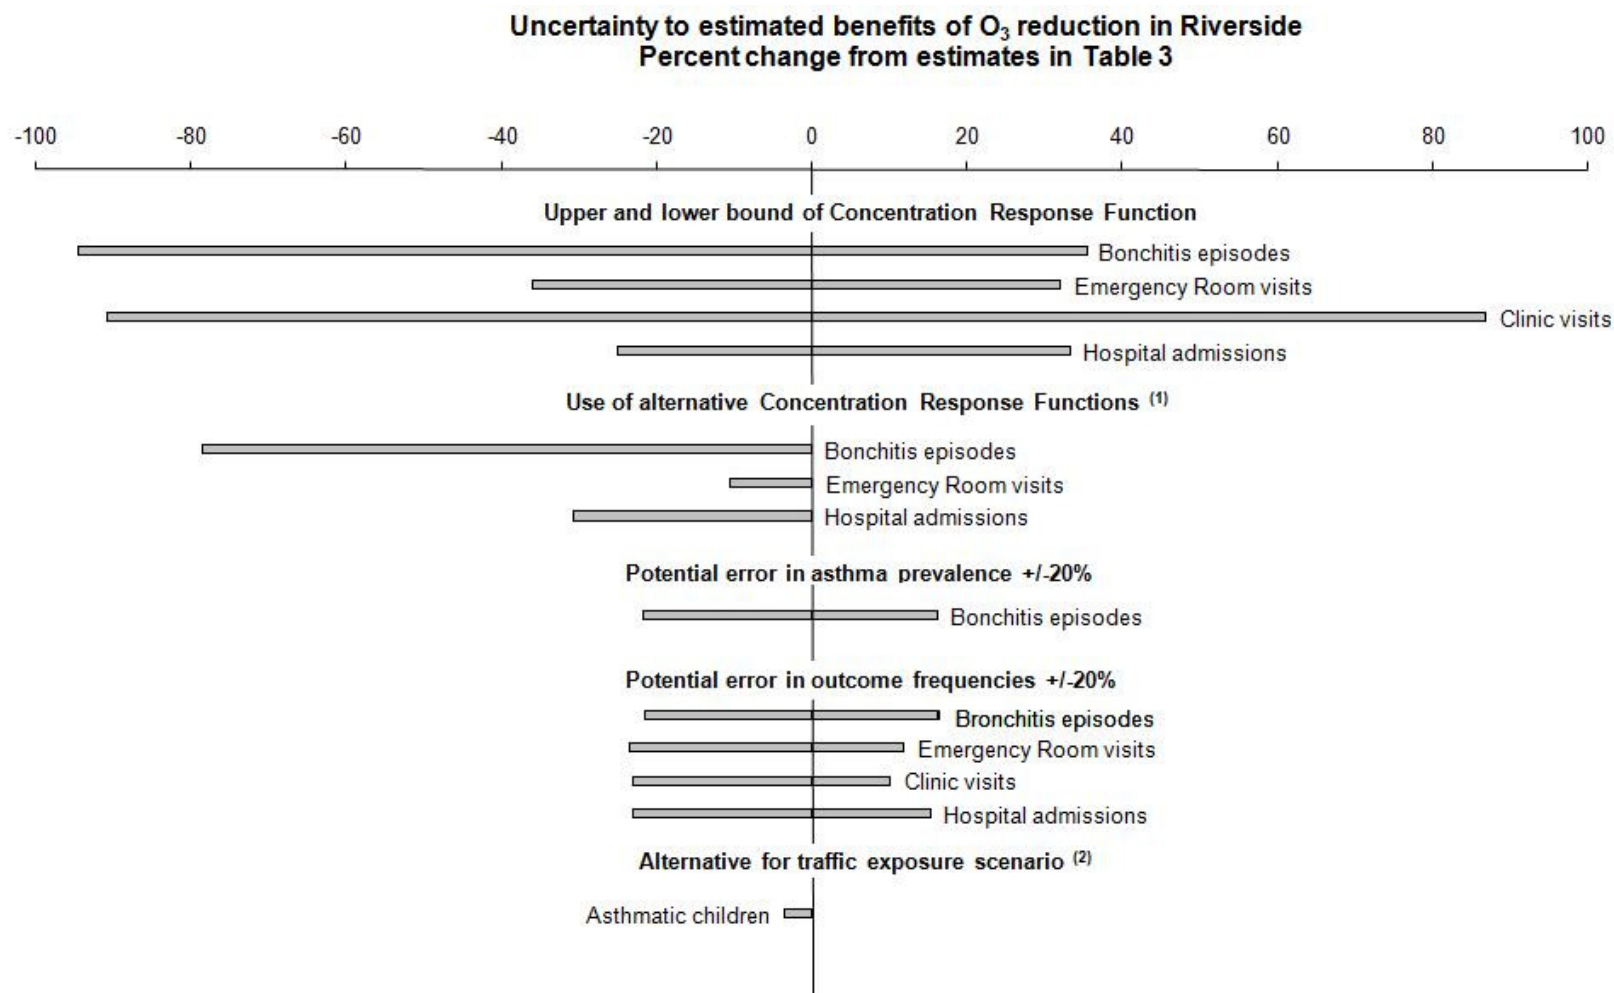 Uncertainty to estimated benefits of O₃ reduction in Riverside
Percent change from estimates in Table 3
-100 -80 -60 -40 -20 0 20 40 60 80 100
Upper and lower bound of Concentration Response Function
Bonchitis episodes
Emergency Room visits
Clinic visits
Hospital admissions
Use of alternative Concentration Response Functions (1)
Bonchitis episodes
Emergency Room visits
Hospital admissions
Potential error in asthma prevalence +/-20%
Bonchitis episodes
Potential error in outcome frequencies +/-20%
Bronchitis episodes
Emergency Room visits
Clinic visits
Hospital admissions
Alternative for traffic exposure scenario (2)
Asthmatic children